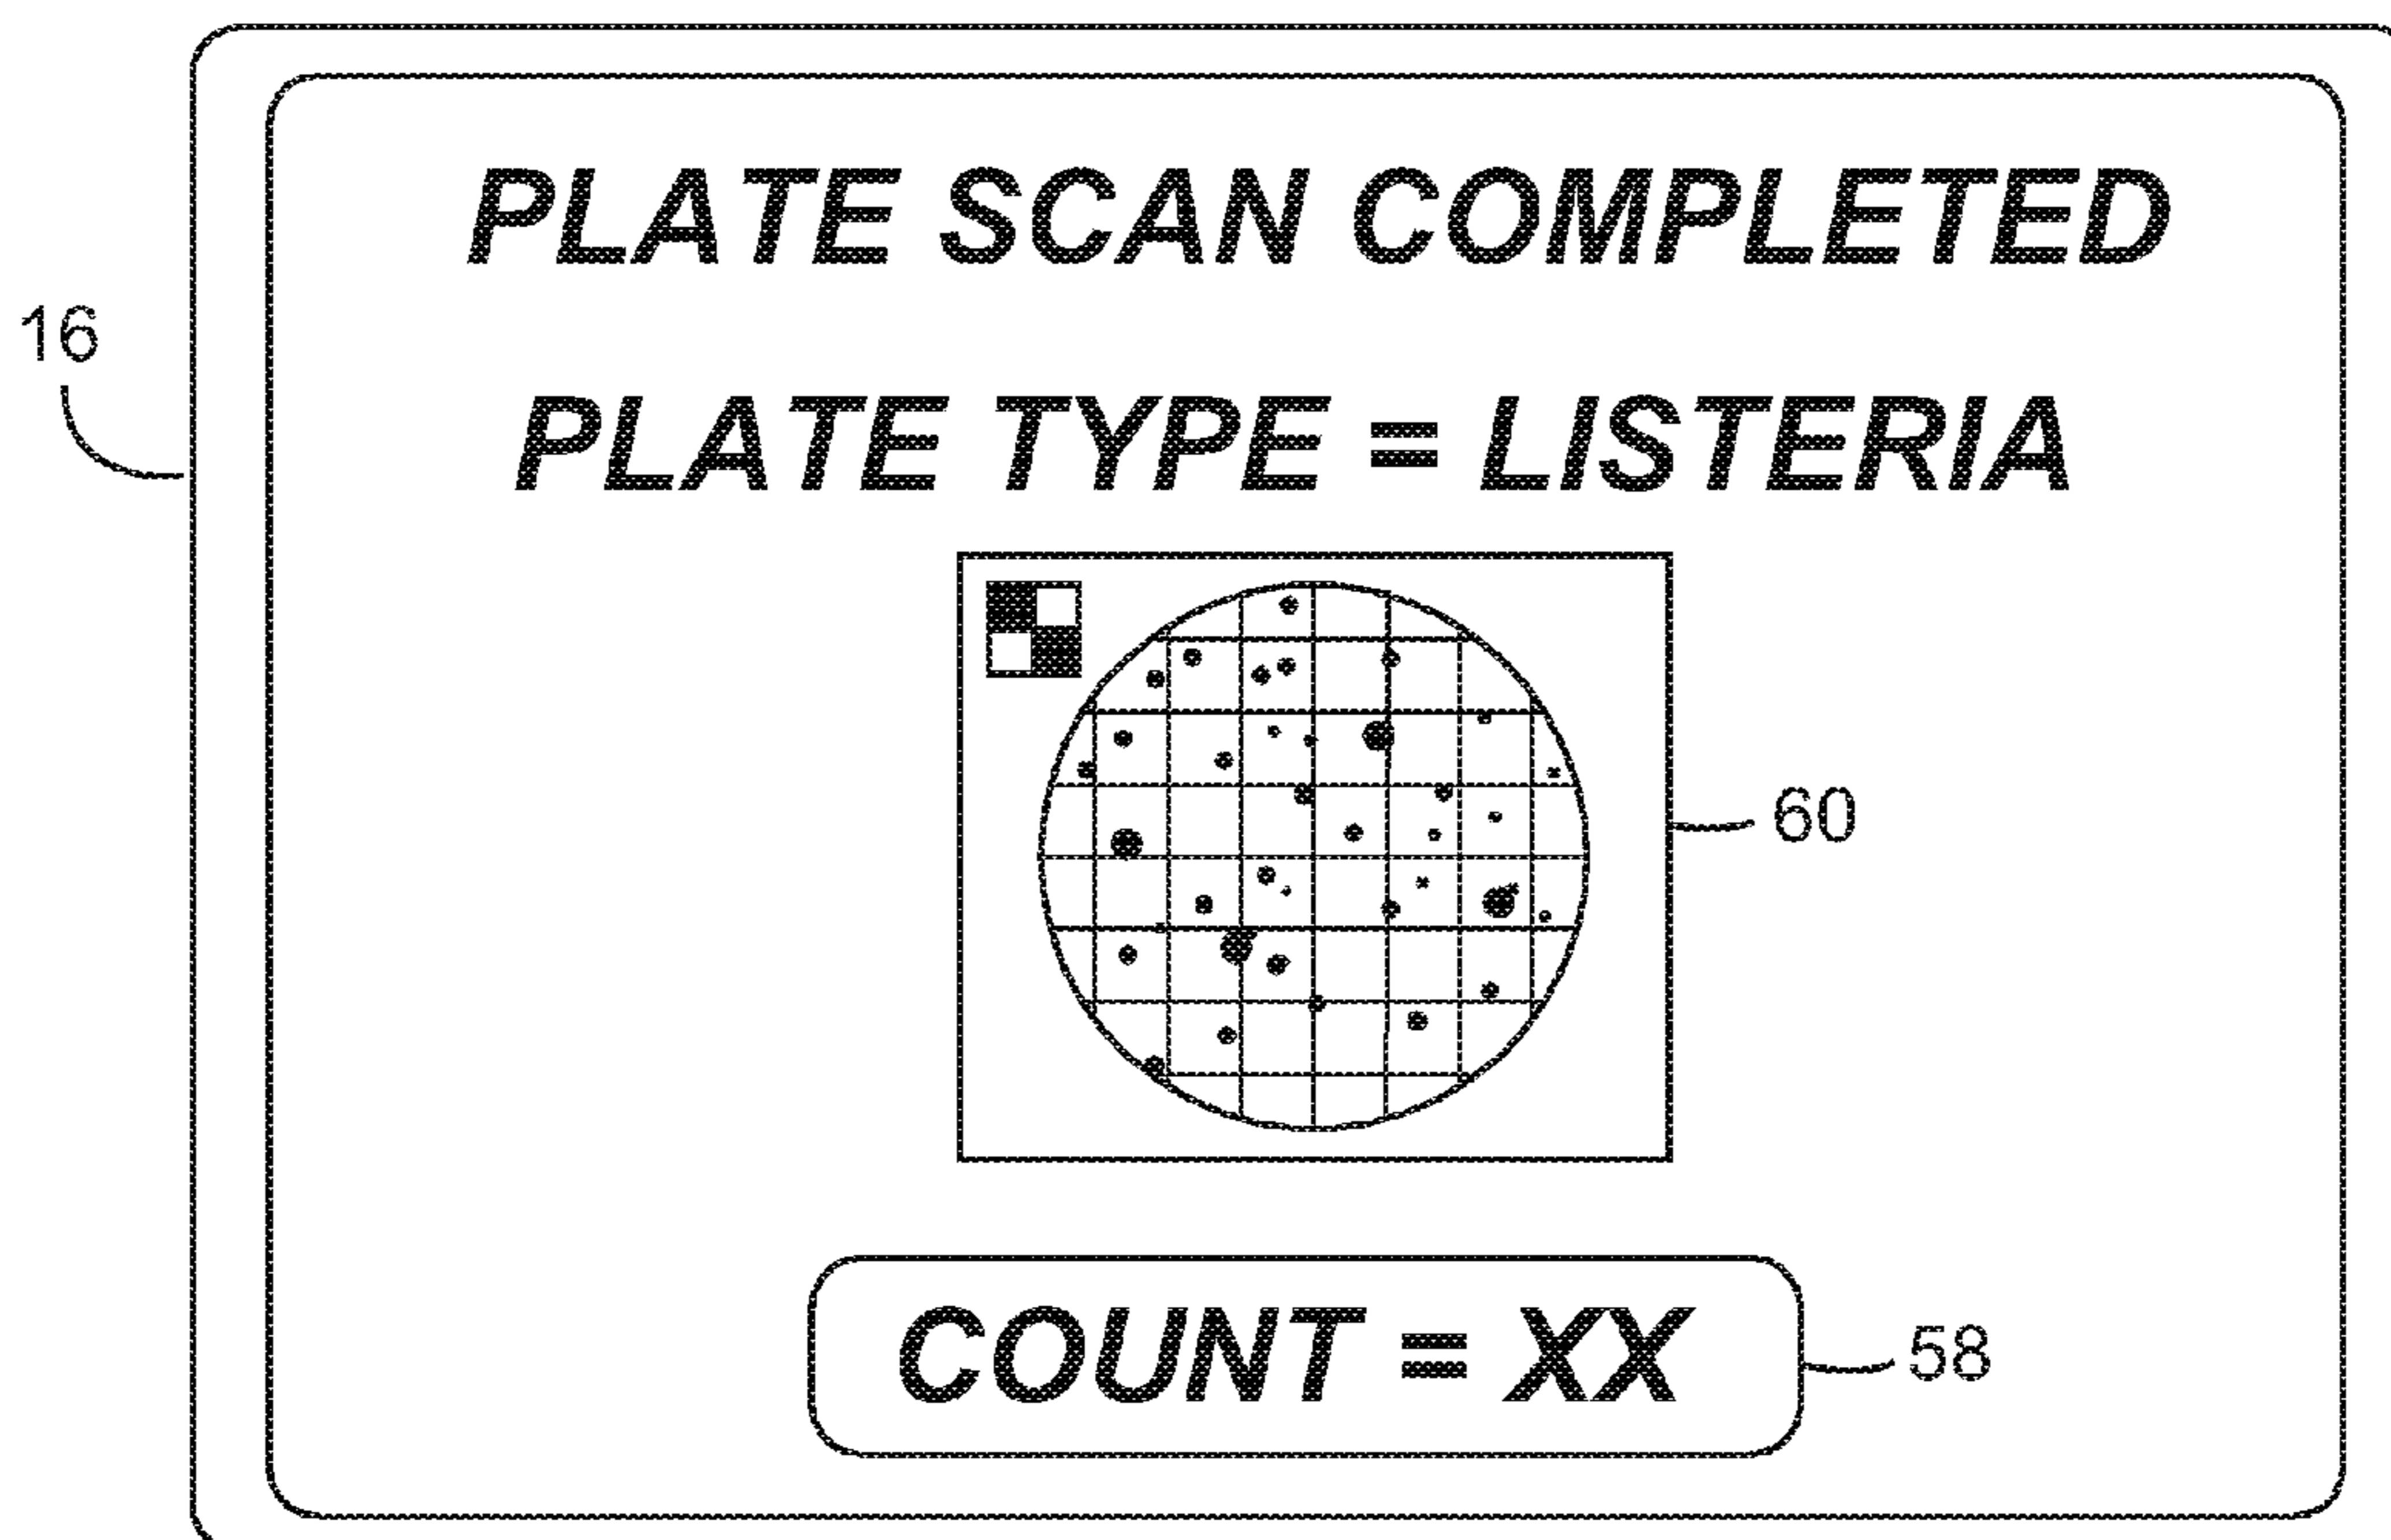 PLATE SCAN COMPLETED
16
PLATE TYPE = LISTERIA
60
COUNT = XX
58